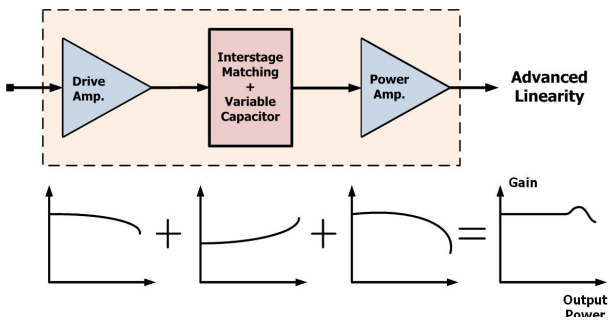 Drive
Amp.
Interstage
Matching
+
Variable
Capacitor
Power
Amp.
Advanced
Linearity
Gain
+
+
=
Output
Power